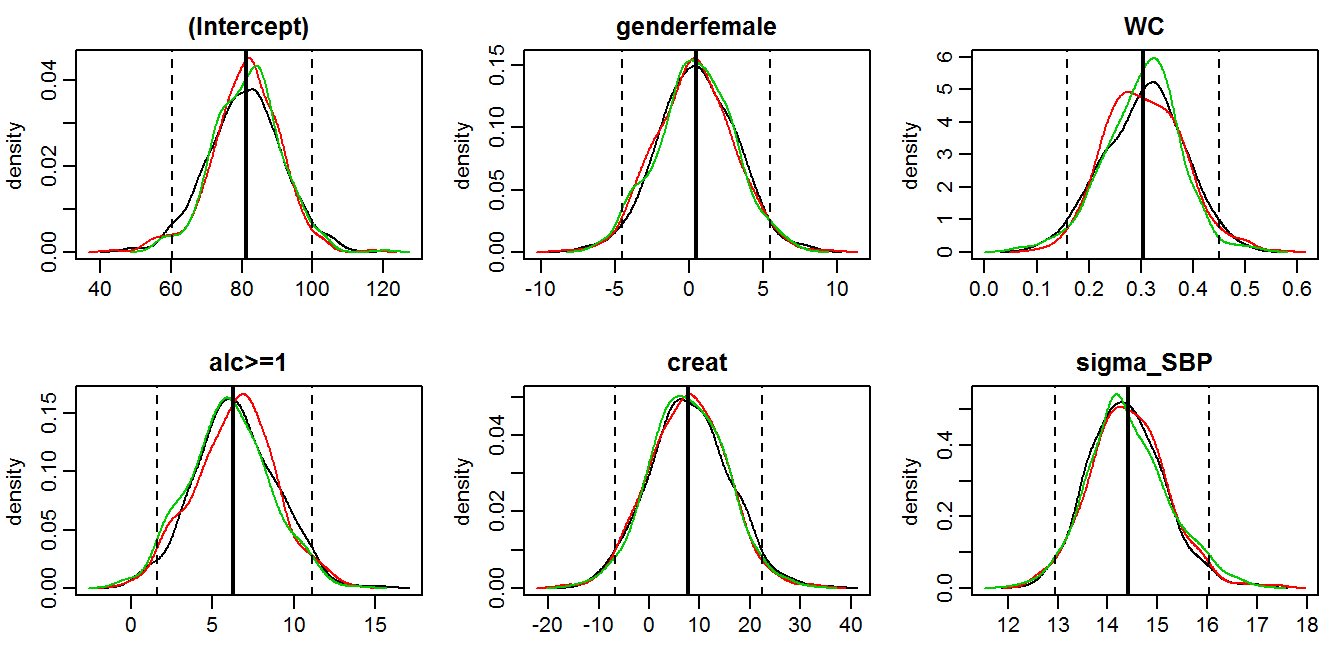 (Intercept)
density
0.00 0.02 0.04
40 60 80 100 120
genderfemale
density
0.00 0.05 0.10 0.15
-10 -5 0 5 10
WC
density
0 1 2 3 4 5 6
0.0 0.1 0.2 0.3 0.4 0.5 0.6
alc>=1
density
0.00 0.05 0.10 0.15
0 5 10 15
creat
density
0.00 0.02 0.04
-20 -10 0 10 20 30 40
sigma_SBP
density
0.0 0.2 0.4
12 13 14 15 16 17 18